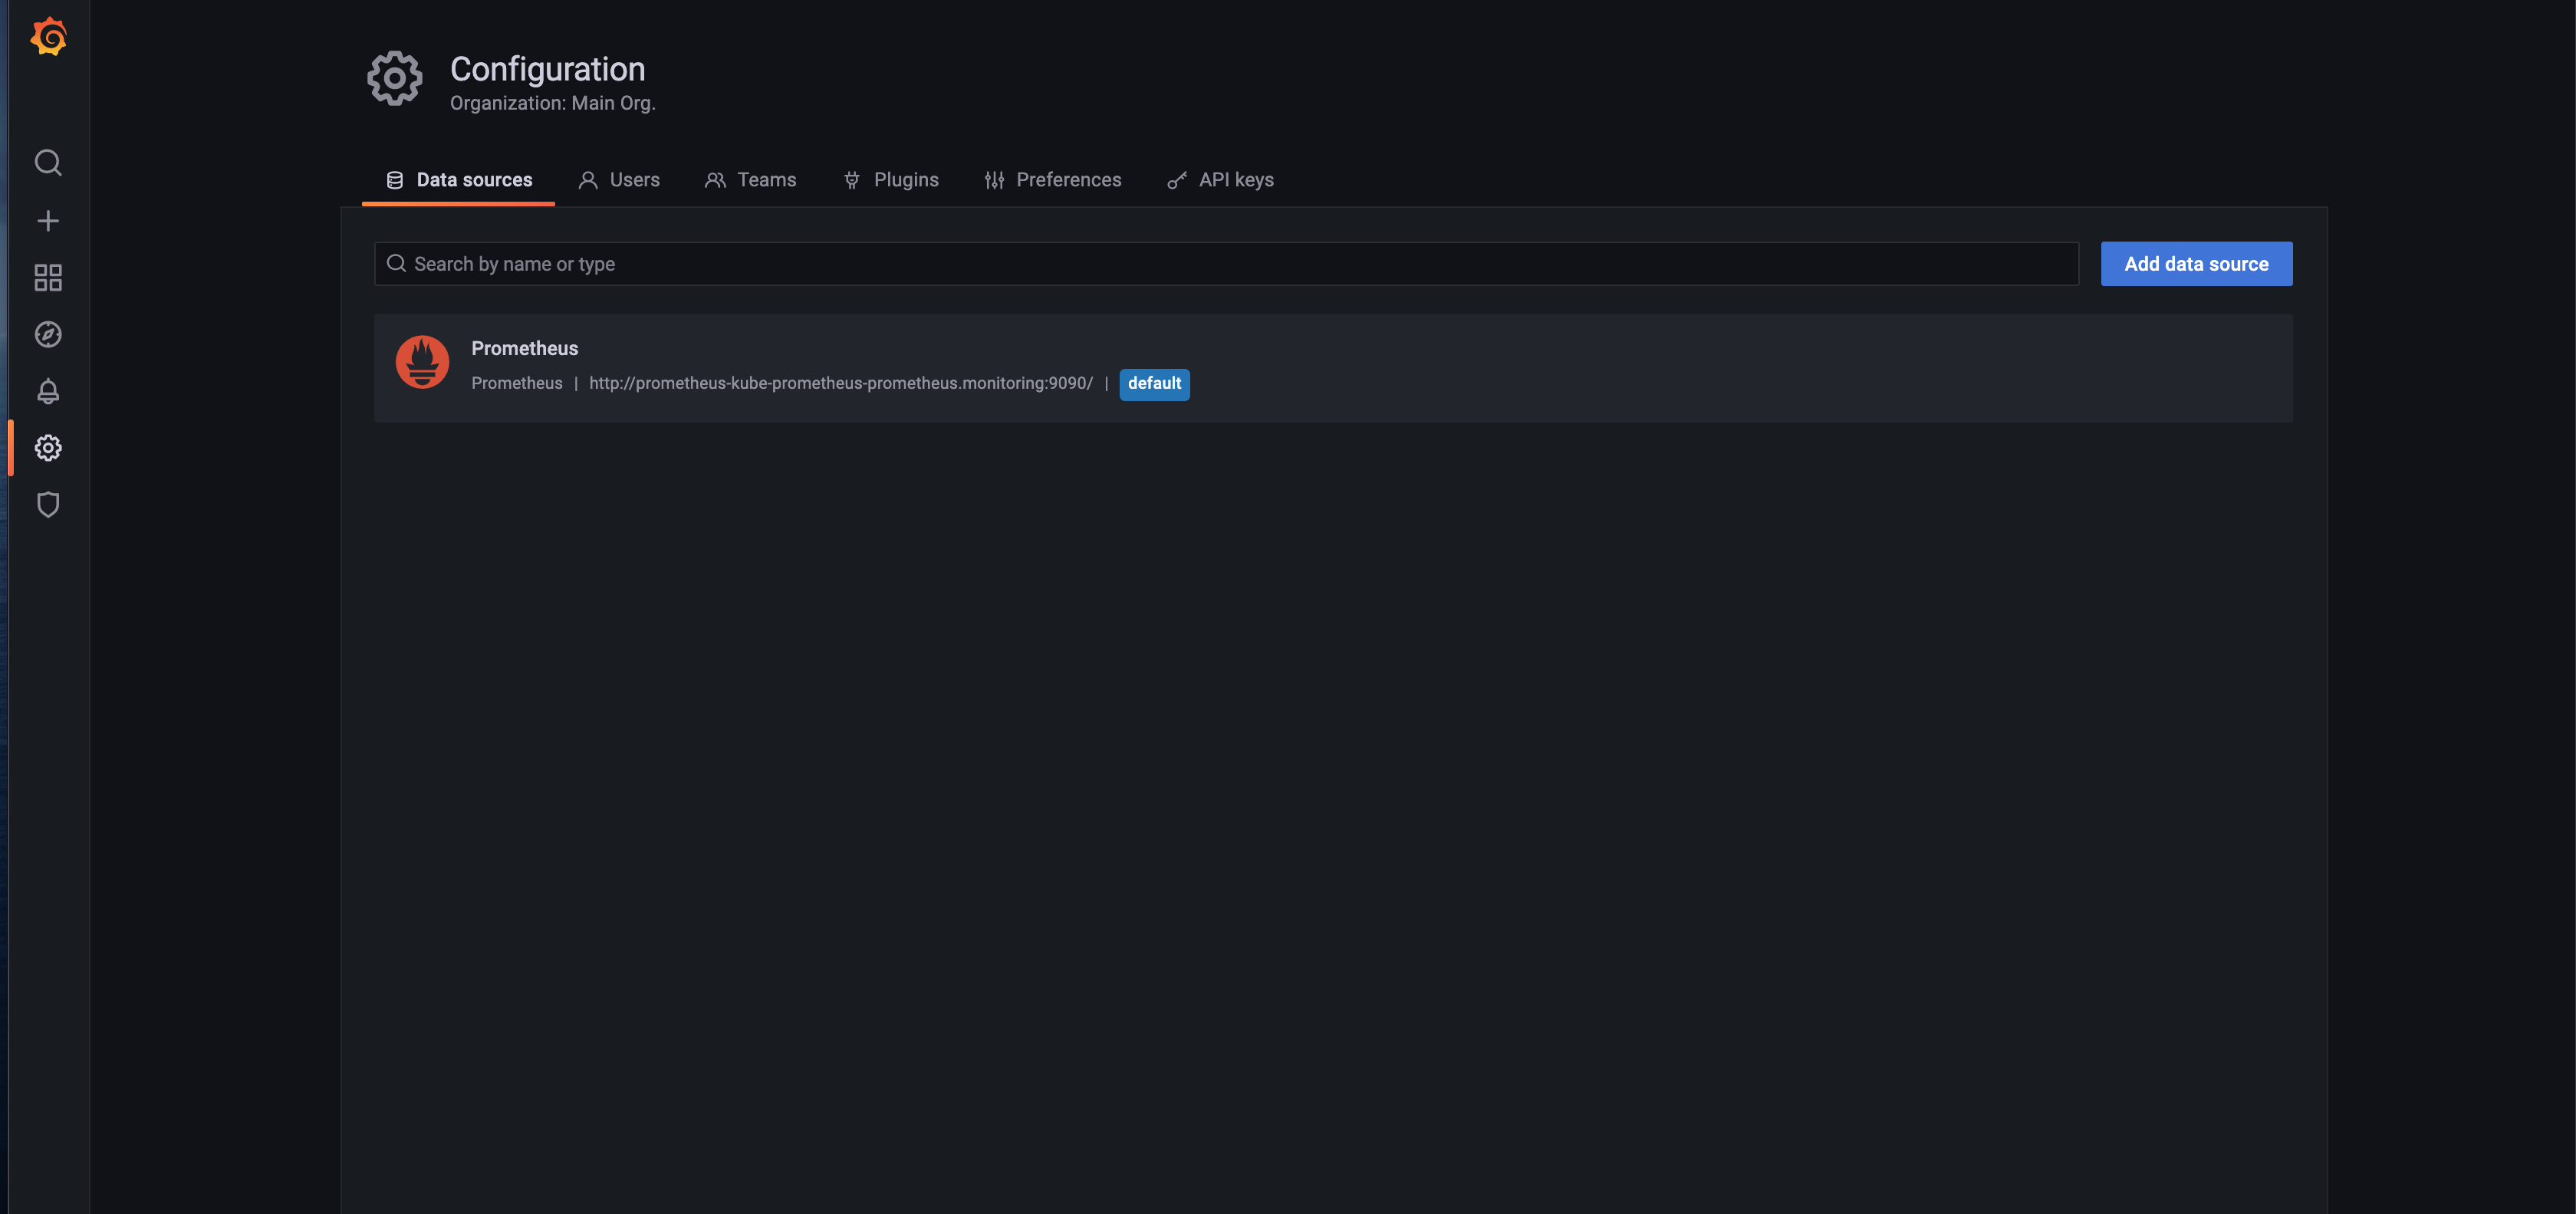 Configuration
Organization: Main Org.
Data sources Users Teams Plugins Preferences API keys
Search by name or type Add data source
Prometheus
Prometheus | http://prometheus-kube-prometheus-prometheus.monitoring:9090/ | default